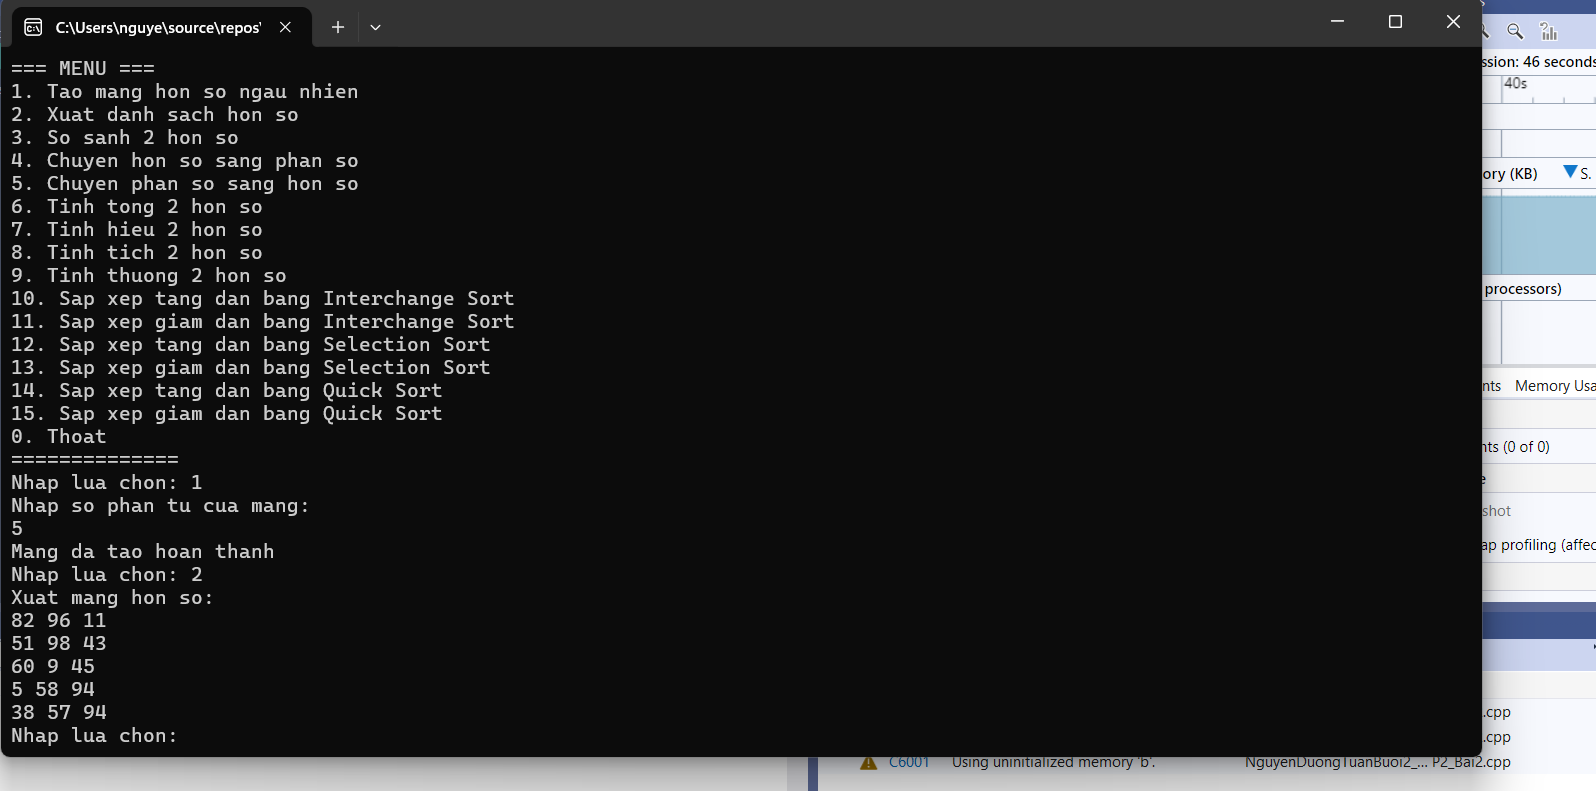 C:\Users\nguye\source\repos'
=== MENU ===
1. Tao mang hon so ngau nhien
2. Xuat danh sach hon so
3. So sanh 2 hon so
4. Chuyen hon so sang phan so
5. Chuyen phan so sang hon so
6. Tinh tong 2 hon so
7. Tinh hieu 2 hon so
8. Tinh tich 2 hon so
9. Tinh thuong 2 hon so
10. Sap xep tang dan bang Interchange Sort
11. Sap xep giam dan bang Interchange Sort
12. Sap xep tang dan bang Selection Sort
13. Sap xep giam dan bang Selection Sort
14. Sap xep tang dan bang Quick Sort
15. Sap xep giam dan bang Quick Sort
0. Thoat
==============
Nhap lua chon: 1
Nhap so phan tu cua mang:
5
Mang da tao hoan thanh
Nhap lua chon: 2
Xuat mang hon so:
82 96 11
51 98 43
60 9 45
5 58 94
38 57 94
Nhap lua chon:
ssion: 46 seconds
40s
ory (KB) S.
processors)
nts Memory Usa
nts (0 of 0)
e
shot
ap profiling (affec
.cpp
.cpp
C6001 Using uninitialized memory 'b'. NguyenDuongTuanBuoi2_... P2_Bai2.cpp